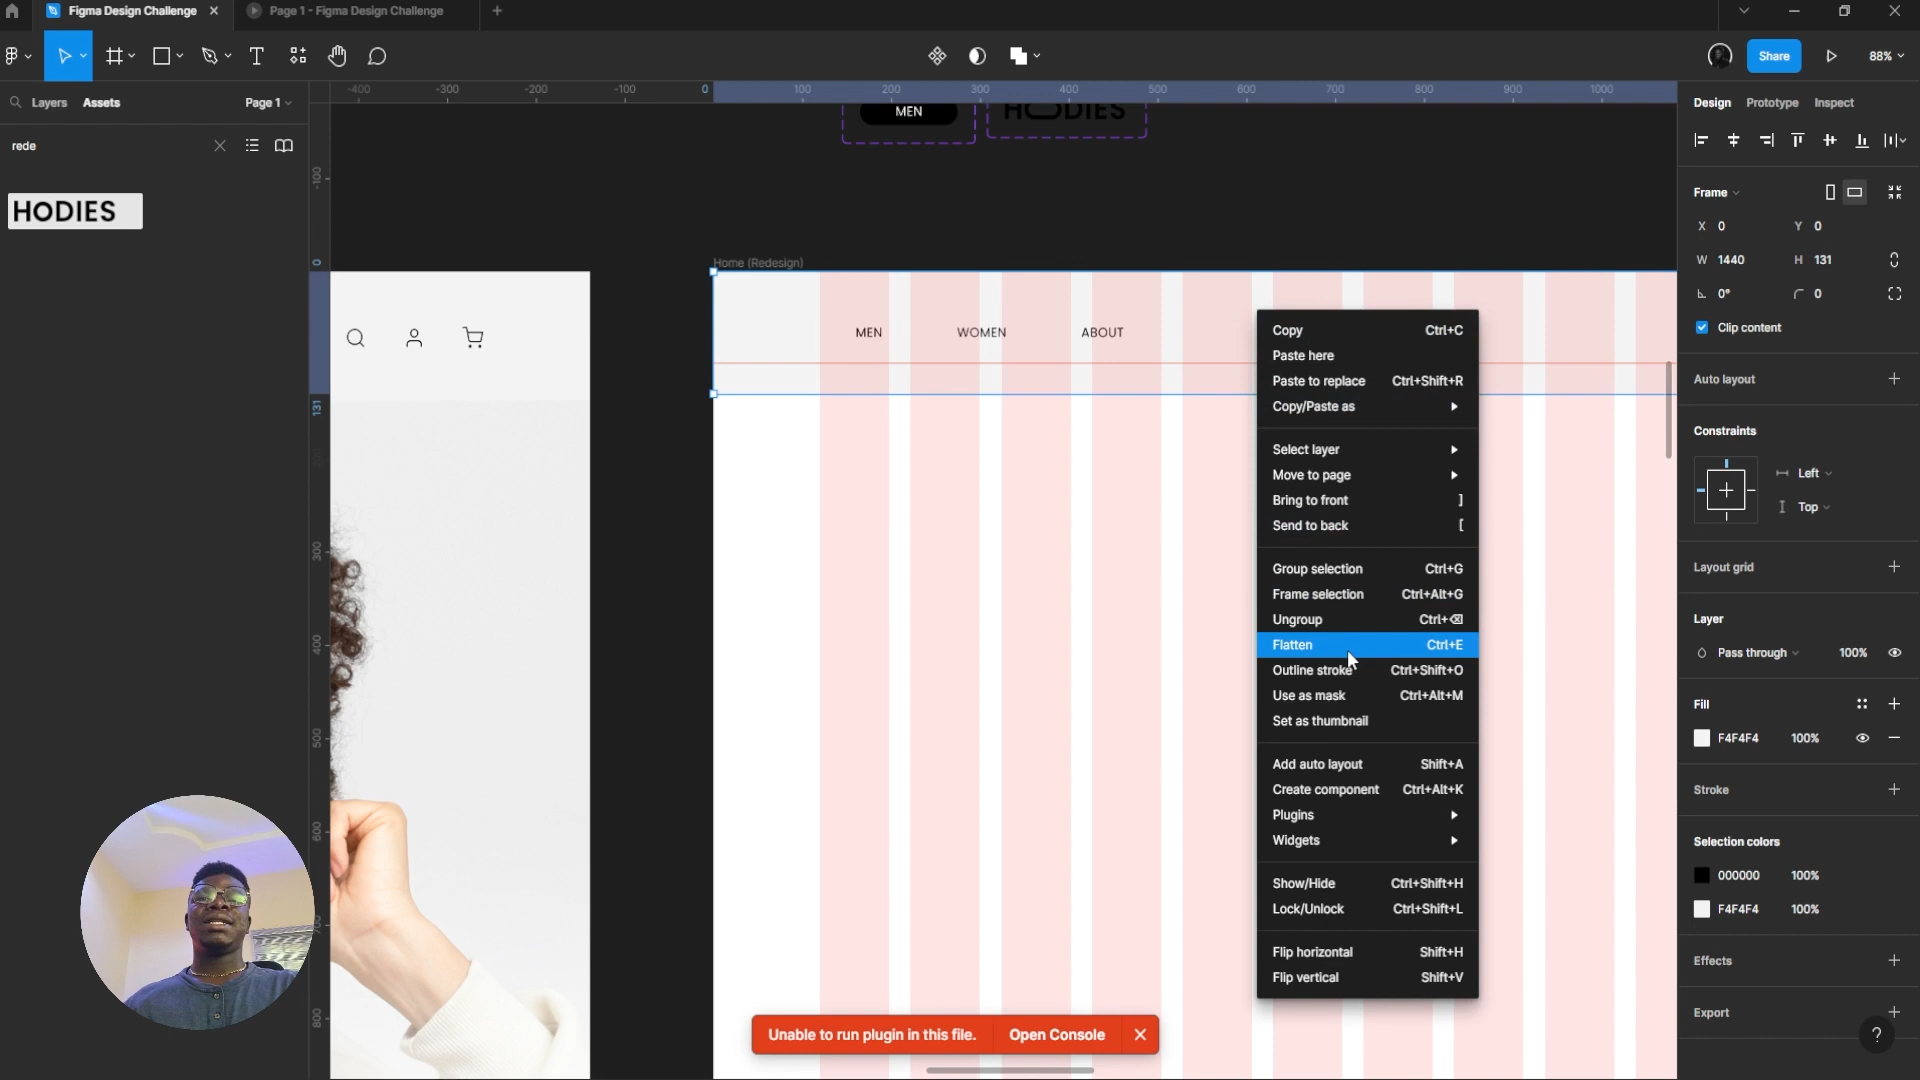 Figma Design Challenge
Page 1 - Figma Design Challenge
Share
88%
Layers Assets Page 1
rede
HODIES
-400 -300 -200 -100 0 100 200 300 400 500 600 700 800 900 1000
-100
0
131
300
400
500
600
800
MEN
HOODIES
Home (Redesign)
MEN WOMEN ABOUT
Copy Ctrl+C
Paste here
Paste to replace Ctrl+Shift+R
Copy/Paste as
Select layer
Move to page
Bring to front ]
Send to back [
Group selection Ctrl+G
Frame selection Ctrl+Alt+G
Ungroup Ctrl+⌫
Flatten Ctrl+E
Outline stroke Ctrl+Shift+O
Use as mask Ctrl+Alt+M
Set as thumbnail
Add auto layout Shift+A
Create component Ctrl+Alt+K
Plugins
Widgets
Show/Hide Ctrl+Shift+H
Lock/Unlock Ctrl+Shift+L
Flip horizontal Shift+H
Flip vertical Shift+V
Unable to run plugin in this file. Open Console
Design Prototype Inspect
Frame
X 0 Y 0
W 1440 H 131
0° 0
Clip content
Auto layout
Constraints
Left
Top
Layout grid
Layer
Pass through 100%
Fill
F4F4F4 100%
Stroke
Selection colors
000000 100%
F4F4F4 100%
Effects
Export
?